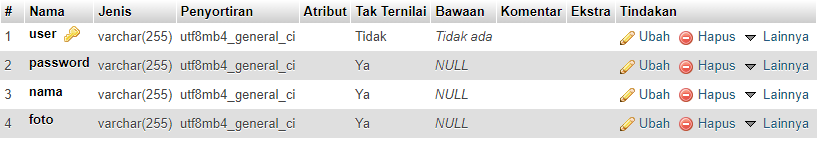 # Nama Jenis Penyortiran Atribut Tak Ternilai Bawaan Komentar Ekstra Tindakan
1 user varchar(255) utf8mb4_general_ci Tidak Tidak ada Ubah Hapus Lainnya
2 password varchar(255) utf8mb4_general_ci Ya NULL Ubah Hapus Lainnya
3 nama varchar(255) utf8mb4_general_ci Ya NULL Ubah Hapus Lainnya
4 foto varchar(255) utf8mb4_general_ci Ya NULL Ubah Hapus Lainnya